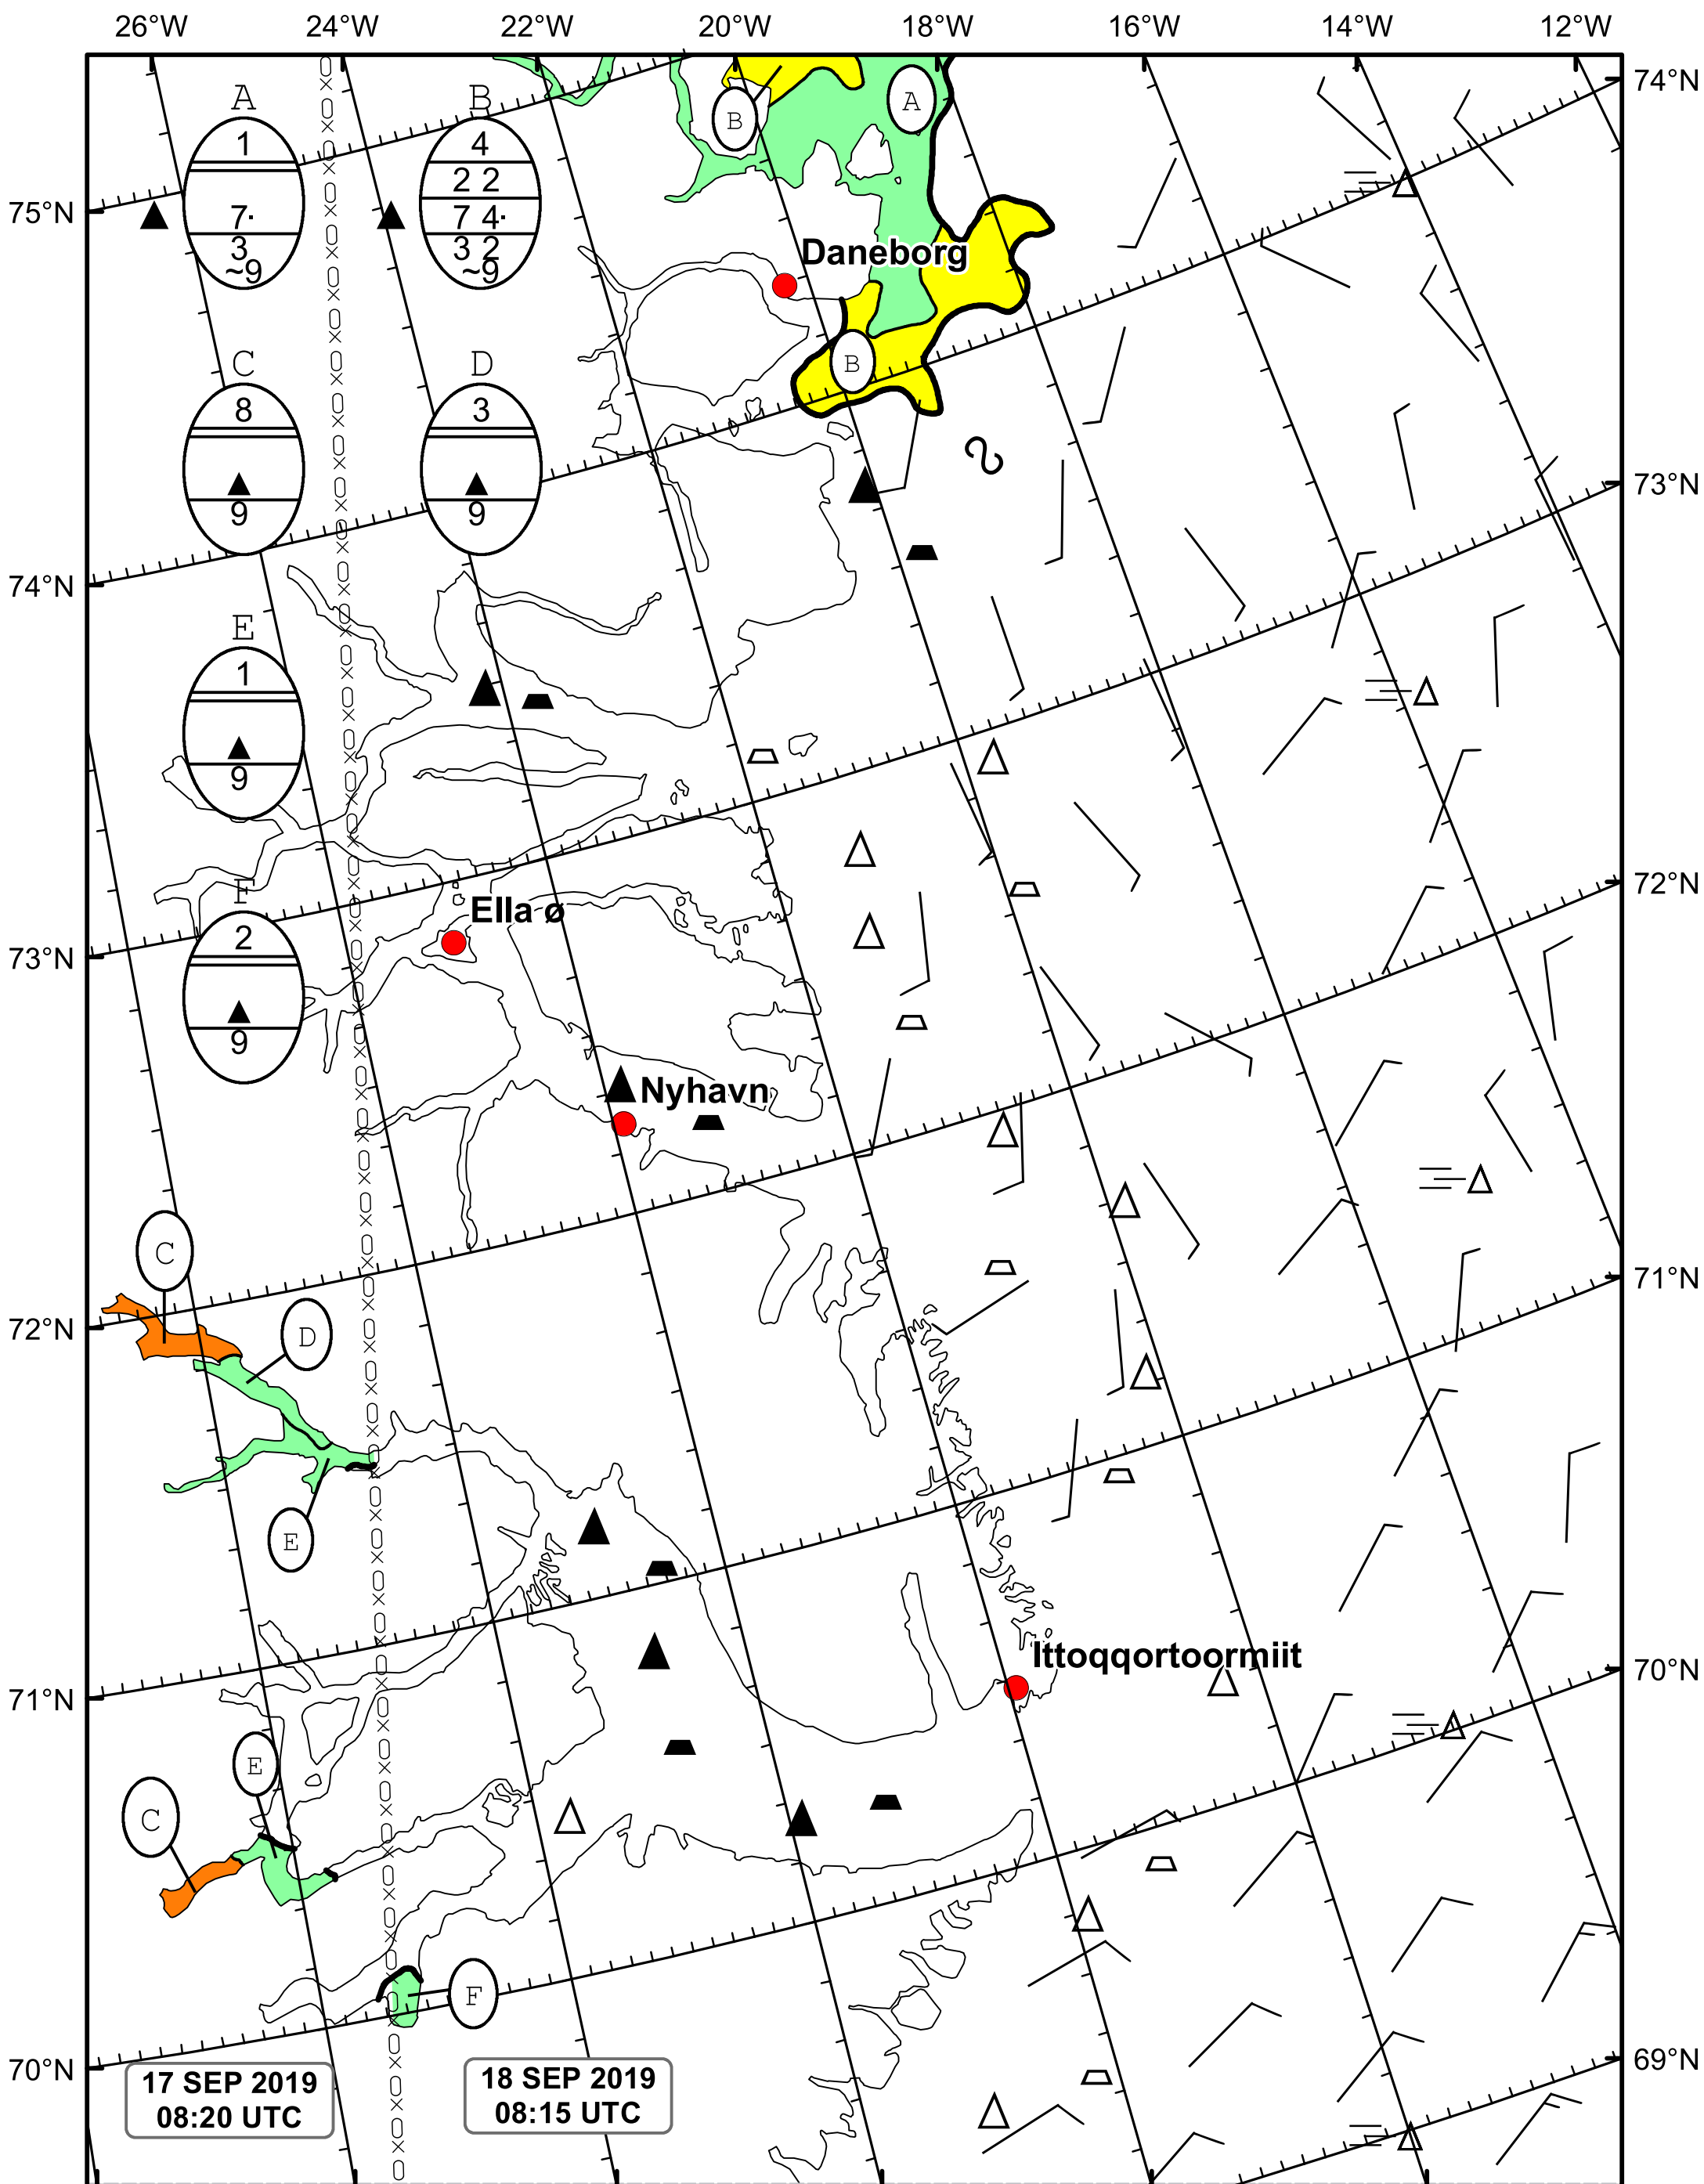 26°W 24°W 22°W 20°W 18°W 16°W 14°W 12°W
74°N
A B
1 4
2 2
7· 7 4·
3 3 2
~9 ~9
B A
75°N
Daneborg
C D
8 3
B
9 9
73°N
74°N
E
1
9
72°N
F
Ella ø
2
73°N
9
Nyhavn
C
71°N
72°N
D
E
Ittoqqortoormiit
70°N
71°N
E
C
F
70°N
69°N
17 SEP 2019
08:20 UTC
18 SEP 2019
08:15 UTC